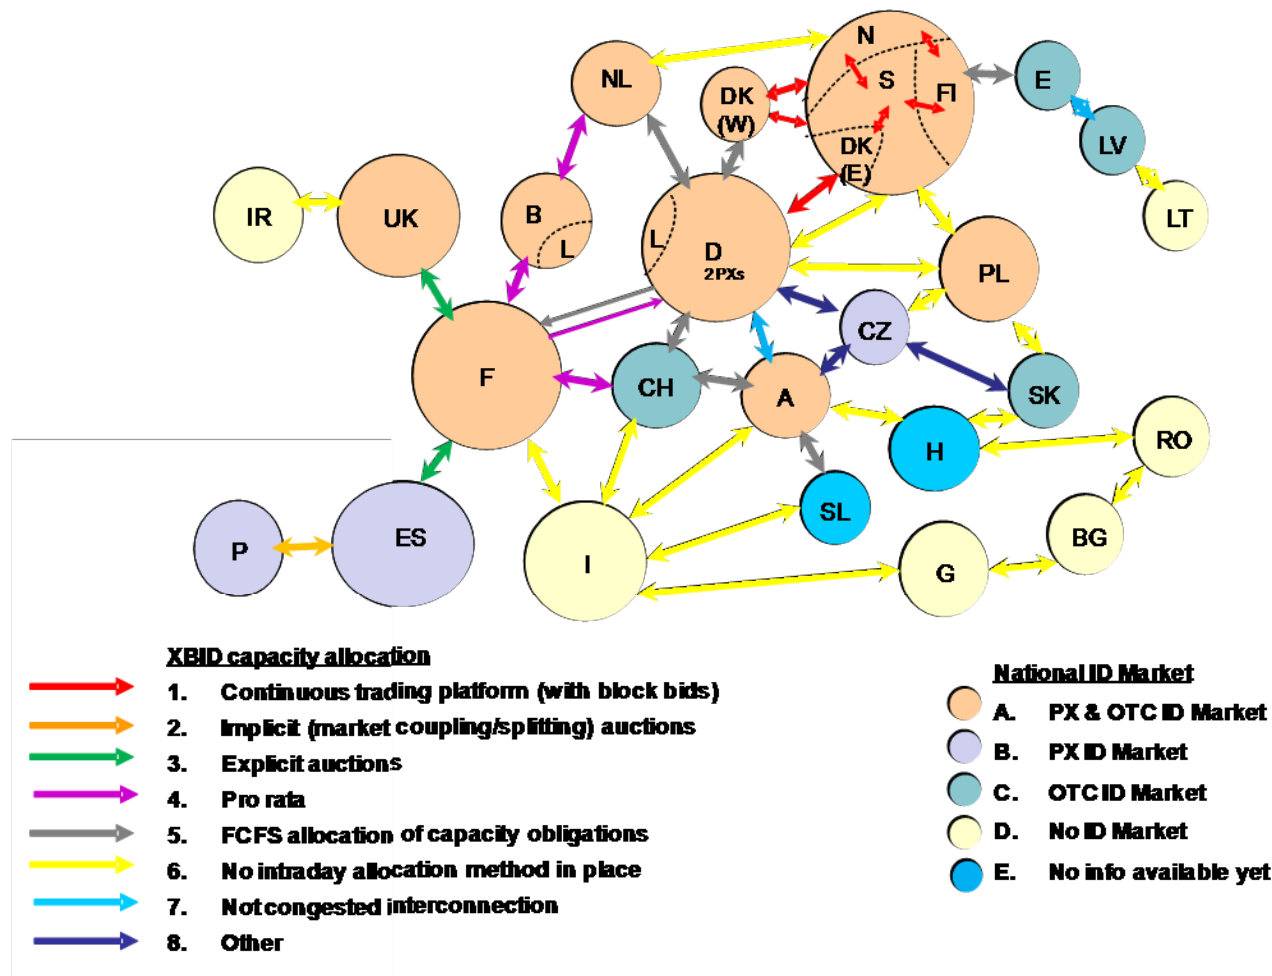 N
NL
S
E
DK
(W)
FI
LV
DK
(E)
IR
UK
B
L
L
D
2PXs
LT
PL
CZ
F
CH
A
SK
H
RO
SL
P
ES
I
G
BG
XBID capacity allocation
1. Continuous trading platform (with block bids)
2. Implicit (market coupling/splitting) auctions
3. Explicit auctions
4. Pro rata
5. FCFS allocation of capacity obligations
6. No intraday allocation method in place
7. Not congested interconnection
8. Other
National ID Market
A. PX & OTC ID Market
B. PX ID Market
C. OTC ID Market
D. No ID Market
E. No info available yet